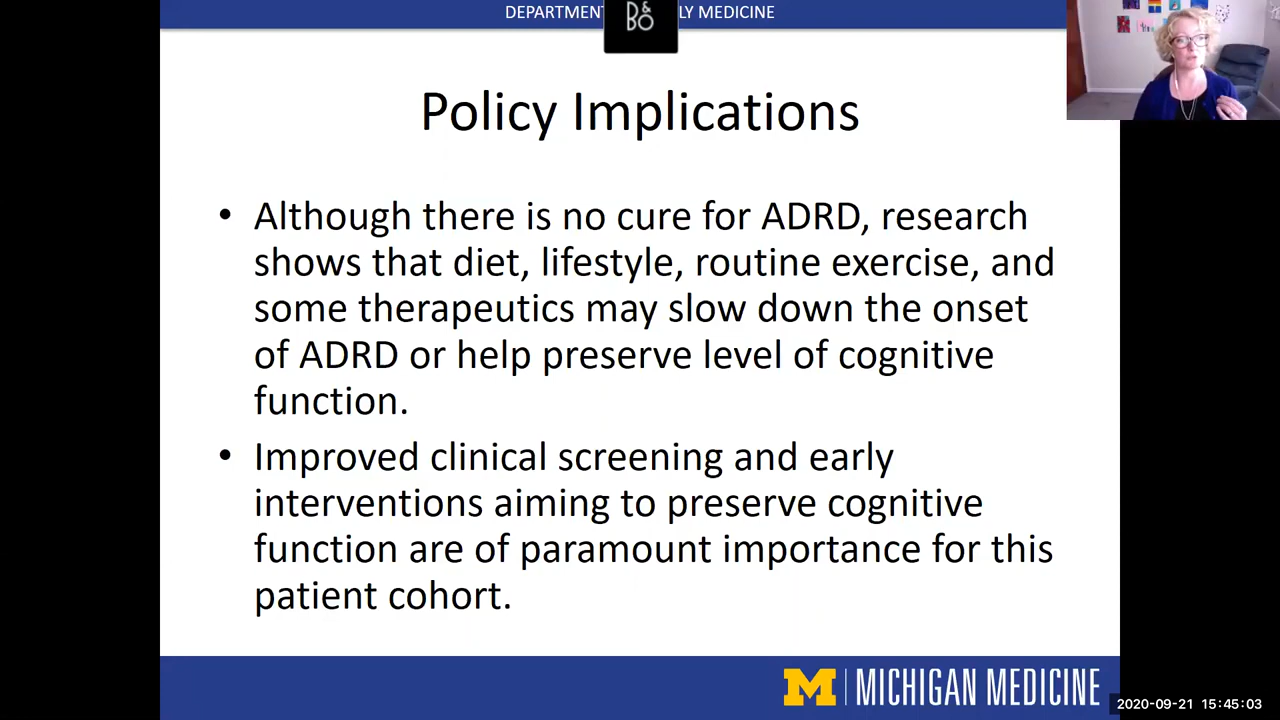 DEPARTMENT LY MEDICINE
D&
BO
Policy Implications
• Although there is no cure for ADRD, research
shows that diet, lifestyle, routine exercise, and
some therapeutics may slow down the onset
of ADRD or help preserve level of cognitive
function.
• Improved clinical screening and early
interventions aiming to preserve cognitive
function are of paramount importance for this
patient cohort.
M | MICHIGAN MEDICINE
2020-09-21 15:45:03